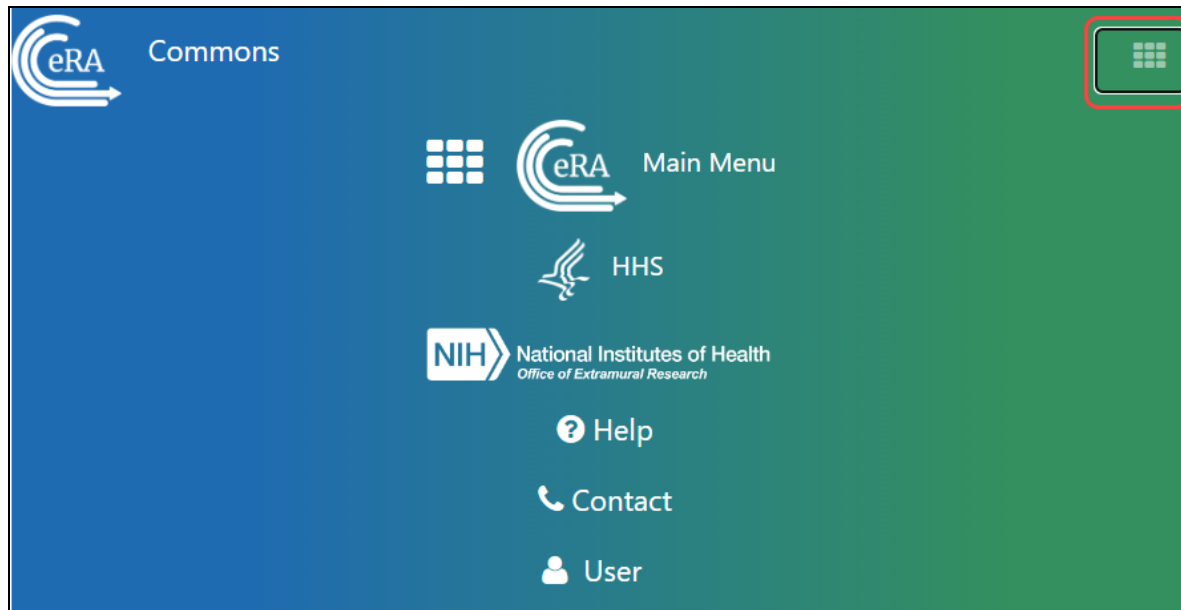 eRA Commons
eRA Main Menu
HHS
NIH National Institutes of Health
Office of Extramural Research
? Help
Contact
User